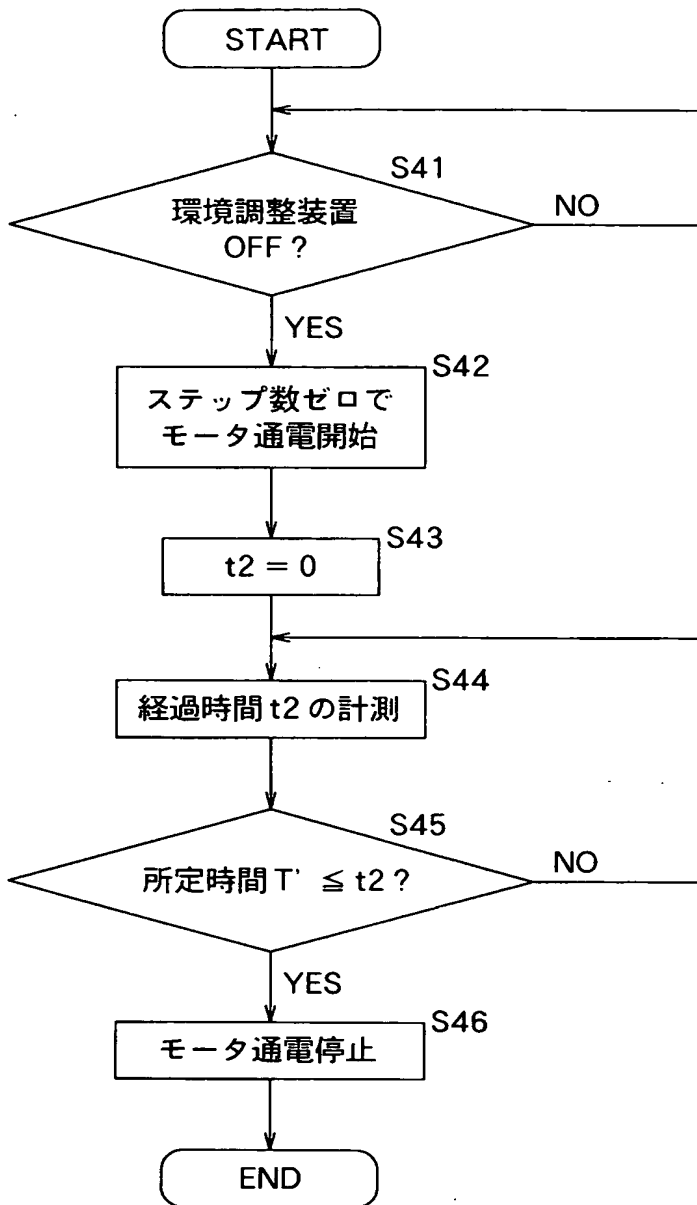 START
S41
環境調整装置
OFF?
NO
YES
S42
ステップ数ゼロで
モータ通電開始
S43
t2 = 0
S44
経過時間 t2 の計測
S45
所定時間 T' ≦ t2?
NO
YES
S46
モータ通電停止
END